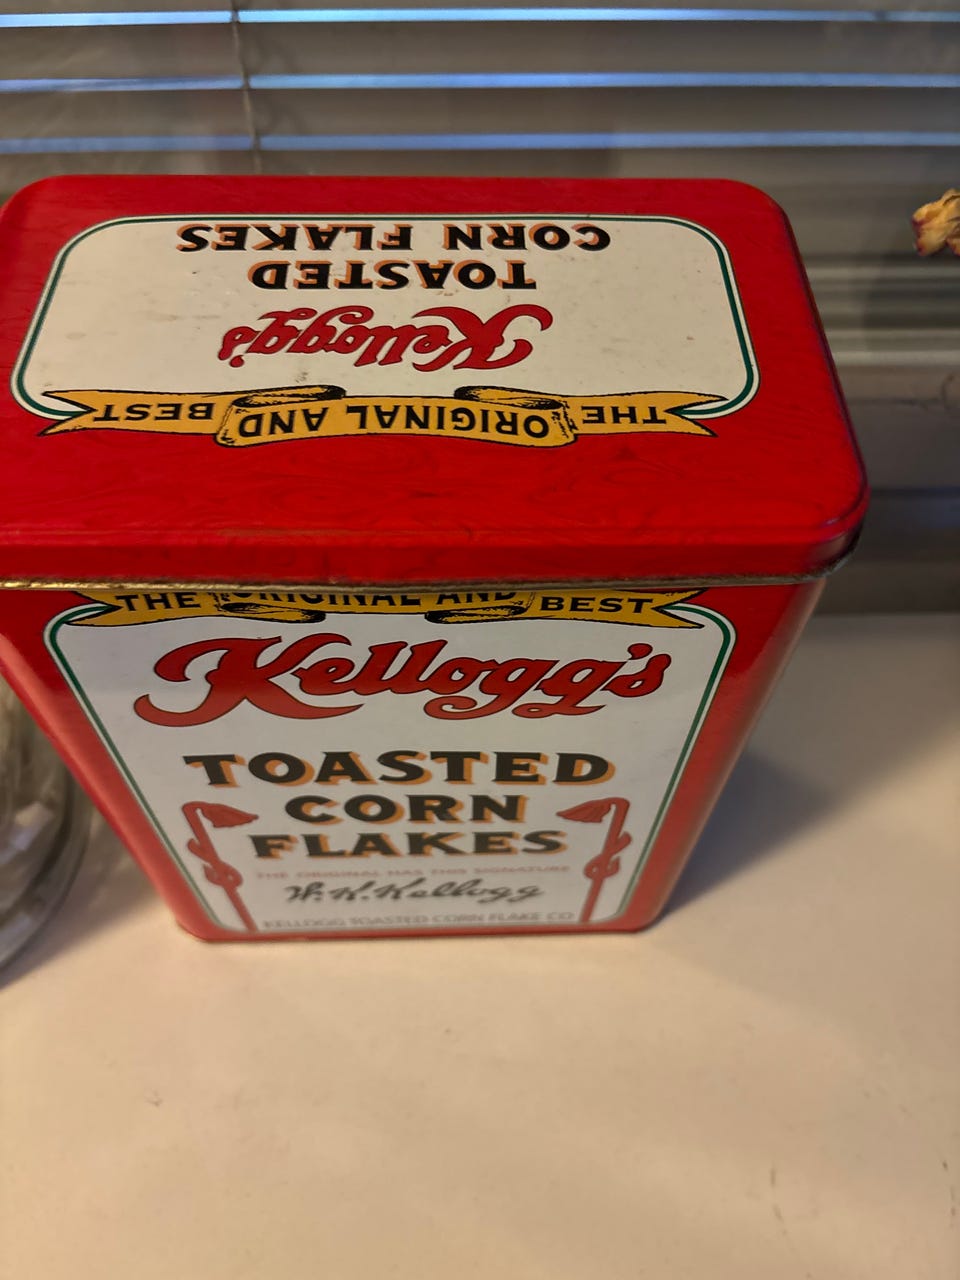 THE ORIGINAL AND BEST
Kellogg's
TOASTED
CORN FLAKES
THE ORIGINAL AND BEST
Kellogg's
TOASTED
CORN
FLAKES
THE ORIGINAL HAS THIS SIGNATURE
W.K.Kellogg
KELLOGG TOASTED CORN FLAKE CO